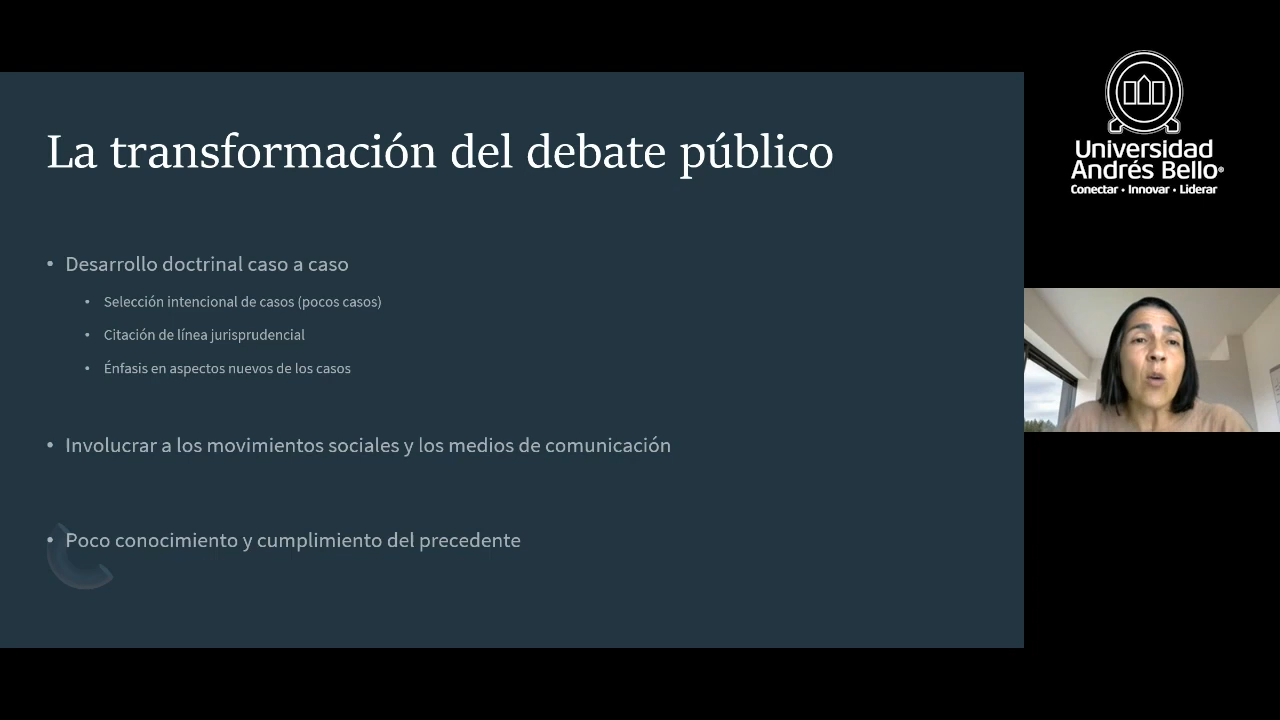 La transformación del debate público
• Desarrollo doctrinal caso a caso
• Selección intencional de casos (pocos casos)
• Citación de línea jurisprudencial
• Énfasis en aspectos nuevos de los casos
• Involucrar a los movimientos sociales y los medios de comunicación
• Poco conocimiento y cumplimiento del precedente
Universidad
Andrés Bello®
Conectar • Innovar • Liderar